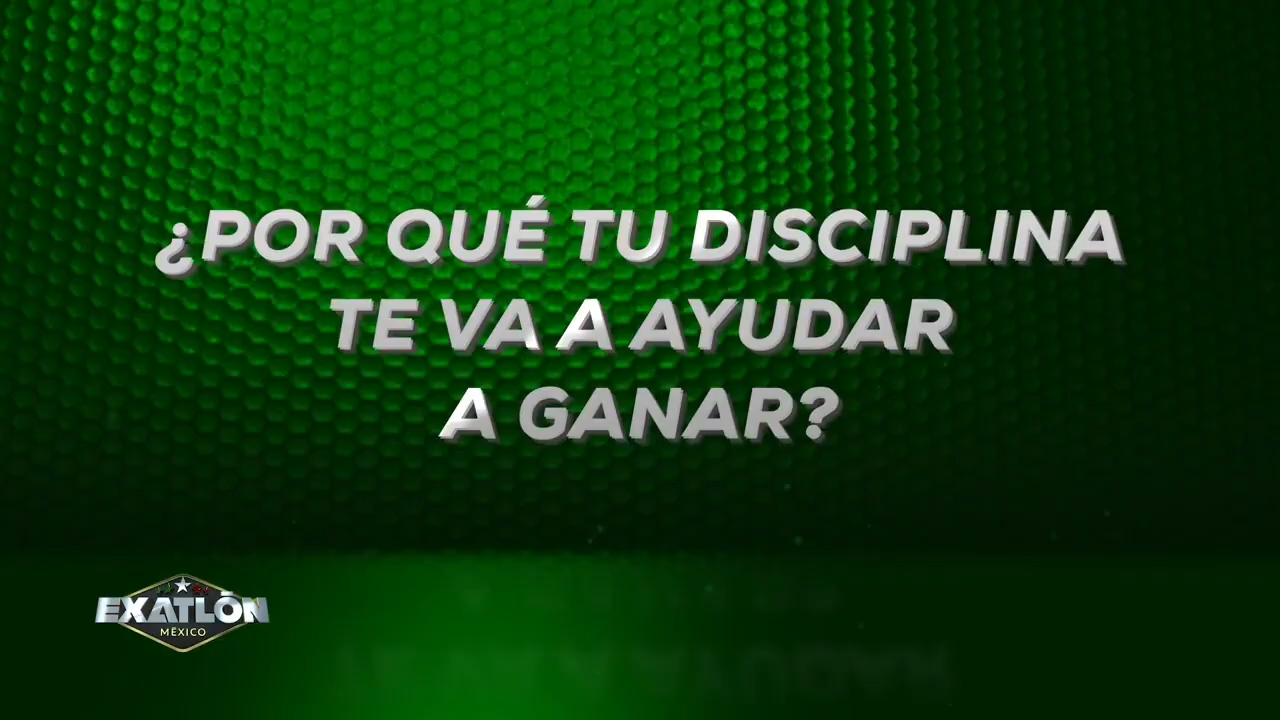 ¿POR QUÉ TU DISCIPLINA
TE VA A AYUDAR
A GANAR?
EXATLÓN
MÉXICO